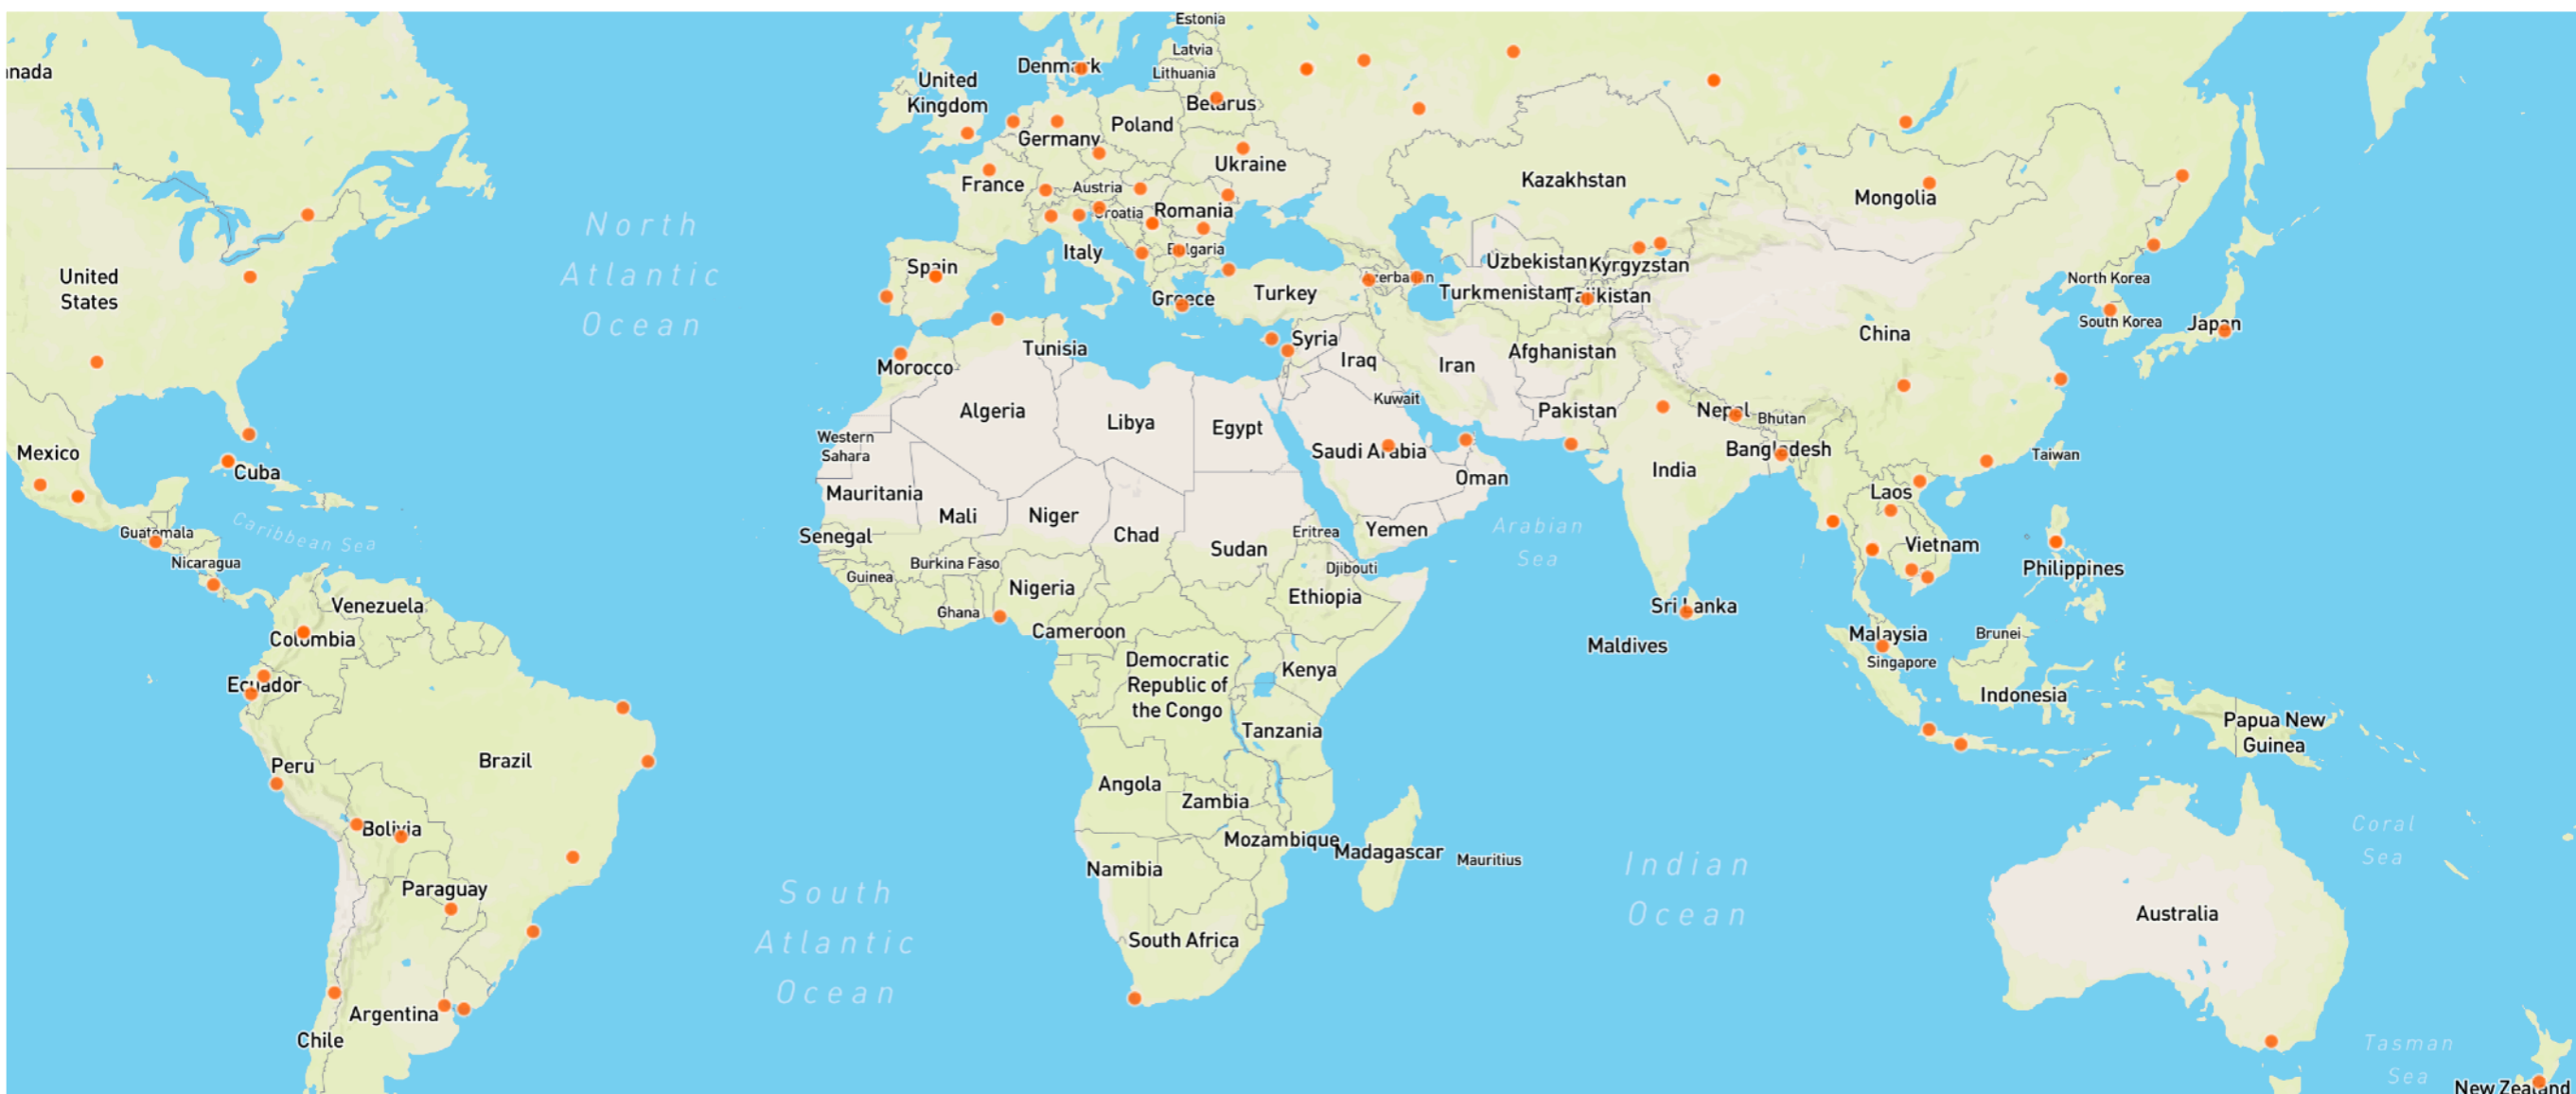 Estonia
Latvia
Lithuania
Denmark
anada
United
Kingdom
Belarus
Poland
Germany
Ukraine
France
Austria
Kazakhstan
Mongolia
Croatia
Romania
North
Atlantic
Ocean
Italy
Bulgaria
Spain
United
States
Azerbaijan
Uzbekistan
Kyrgyzstan
North Korea
Greece
Turkey
Turkmenistan
Tajikistan
South Korea
Japan
China
Morocco
Tunisia
Syria
Iraq
Iran
Afghanistan
Kuwait
Algeria
Libya
Egypt
Pakistan
Nepal
Bhutan
Western
Sahara
Saudi Arabia
Bangladesh
Taiwan
Mexico
Cuba
India
Oman
Mauritania
Mali
Niger
Chad
Laos
Caribbean Sea
Guatemala
Senegal
Sudan
Eritrea
Yemen
Arabian
Sea
Vietnam
Nicaragua
Guinea
Burkina Faso
Nigeria
Djibouti
Ethiopia
Philippines
Venezuela
Ghana
Cameroon
Sri Lanka
Colombia
Maldives
Malaysia
Brunei
Singapore
Ecuador
Democratic
Republic of
the Congo
Kenya
Indonesia
Tanzania
Papua New
Guinea
Peru
Brazil
Angola
Zambia
Bolivia
Mozambique
Madagascar
Mauritius
Coral
Sea
Namibia
Indian
Ocean
Paraguay
South
Atlantic
Ocean
Australia
South Africa
Argentina
Chile
Tasman
Sea
New Zealand